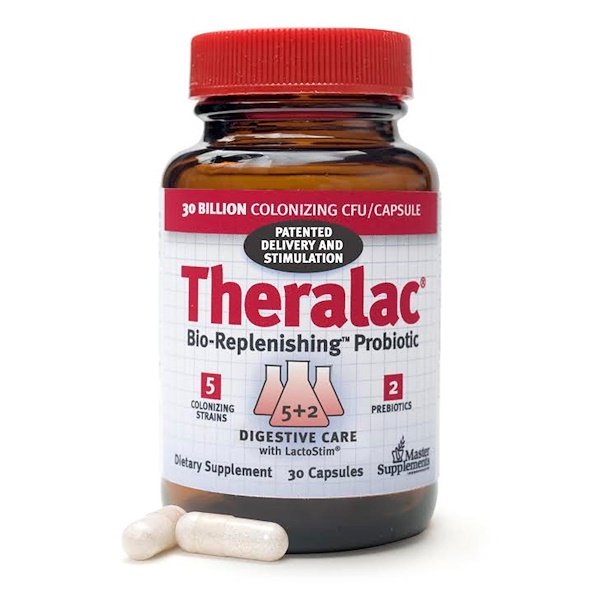 30 BILLION COLONIZING CFU/CAPSULE
PATENTED
DELIVERY AND
STIMULATION
Theralac®
Bio-Replenishing™ Probiotic
5
COLONIZING
STRAINS
5+2
2
PREBIOTICS
DIGESTIVE CARE
with LactoStim®
Dietary Supplement 30 Capsules
Master
Supplements